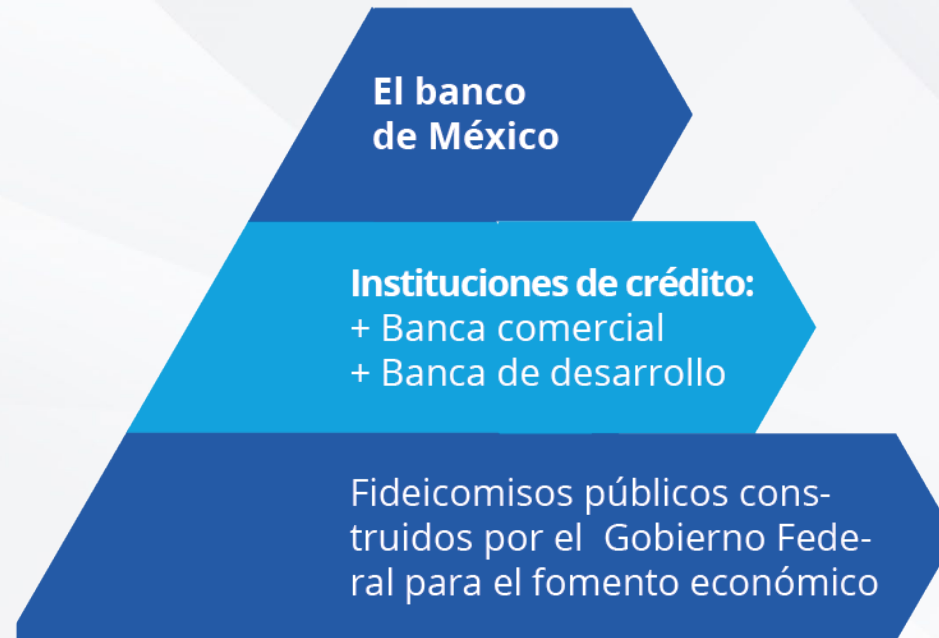 El banco
de México
Instituciones de crédito:
+ Banca comercial
+ Banca de desarrollo
Fideicomisos públicos cons-
truidos por el  Gobierno Fede-
ral para el fomento económico